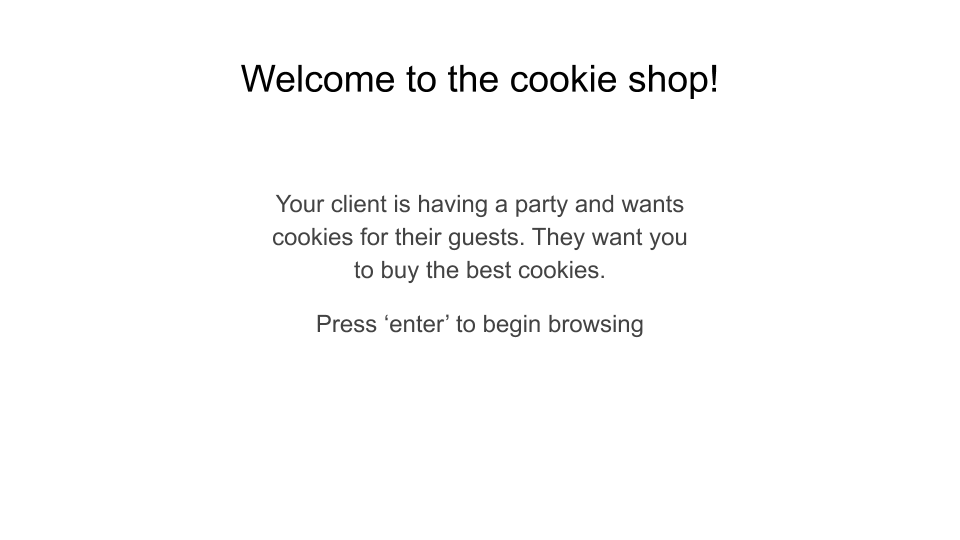 Welcome to the cookie shop!
Your client is having a party and wants
cookies for their guests. They want you
to buy the best cookies.
Press ‘enter’ to begin browsing